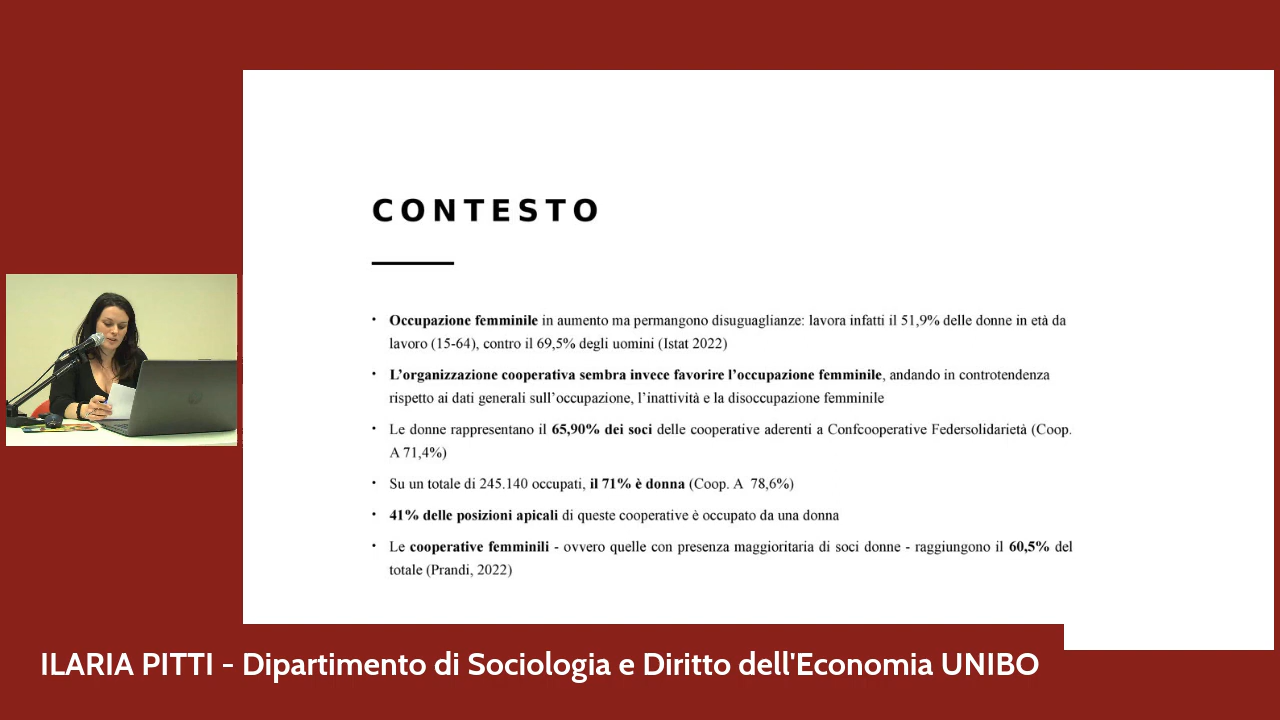 CONTESTO
• Occupazione femminile in aumento ma permangono disuguaglianze: lavora infatti il 51,9% delle donne in età da
lavoro (15-64), contro il 69,5% degli uomini (Istat 2022)
• L'organizzazione cooperativa sembra invece favorire l'occupazione femminile, andando in controtendenza
rispetto ai dati generali sull'occupazione, l'inattività e la disoccupazione femminile
• Le donne rappresentano il 65,90% dei soci delle cooperative aderenti a Confcooperative Federsolidarietà (Coop.
A 71,4%)
• Su un totale di 245.140 occupati, il 71% è donna (Coop. A 78,6%)
• 41% delle posizioni apicali di queste cooperative è occupato da una donna
• Le cooperative femminili - ovvero quelle con presenza maggioritaria di soci donne - raggiungono il 60,5% del
totale (Prandi, 2022)
ILARIA PITTI - Dipartimento di Sociologia e Diritto dell'Economia UNIBO